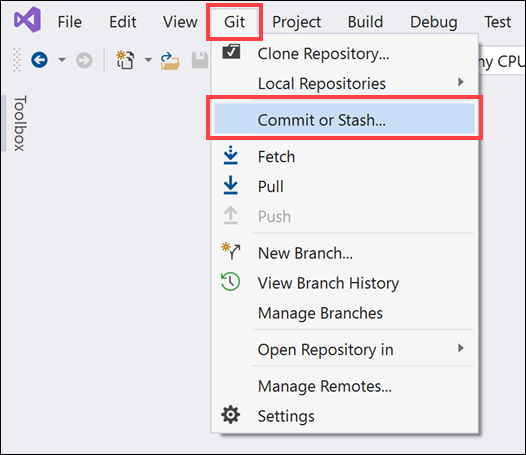 File Edit View Git Project Build Debug Test
Clone Repository...
ny CPU
Local Repositories
Toolbox
Commit or Stash...
Fetch
Pull
Push
New Branch...
View Branch History
Manage Branches
Open Repository in
Manage Remotes...
Settings